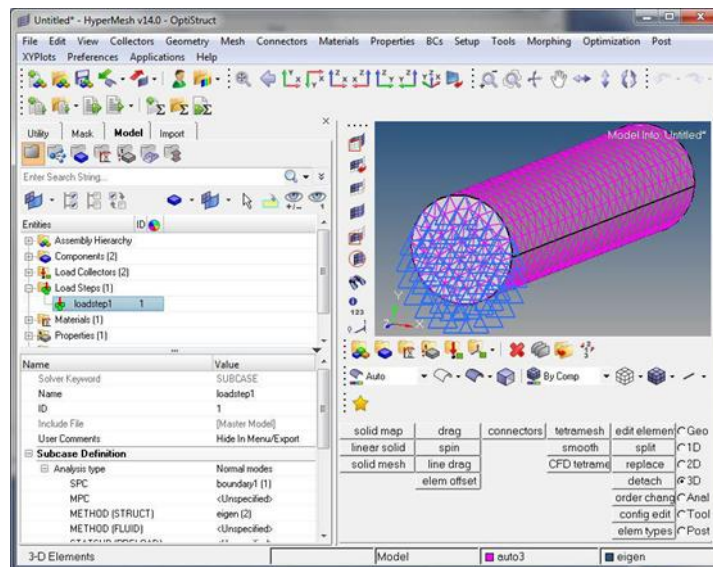 Untitled* - HyperMesh v14.0 - OptiStruct
File Edit View Collectors Geometry Mesh Connectors Materials Properties BCs Setup Tools Morphing Optimization Post
XYPlots Preferences Applications Help
Utility Mask Model Import
Model Info: Untitled*
Enter Search String...
Entities ID
Assembly Hierarchy
Components (2)
Load Collectors (2)
Load Steps (1)
loadstep1 1
Materials (1)
Properties (1)
123
Name Value
Solver Keyword SUBCASE
Name loadstep1
ID 1
Include File [Master Model]
User Comments Hide In Menu/Export
Subcase Definition
Analysis type Normal modes
SPC boundary1 (1)
MPC <Unspecified>
METHOD (STRUCT) eigen (2)
METHOD (FLUID) <Unspecified>
Auto By Comp
solid map drag connectors tetramesh edit elemen Geo
linear solid spin smooth split 1D
solid mesh line drag CFD tetrame replace 2D
elem offset detach 3D
order chang Anal
config edit Tool
elem types Post
3-D Elements Model auto3 eigen